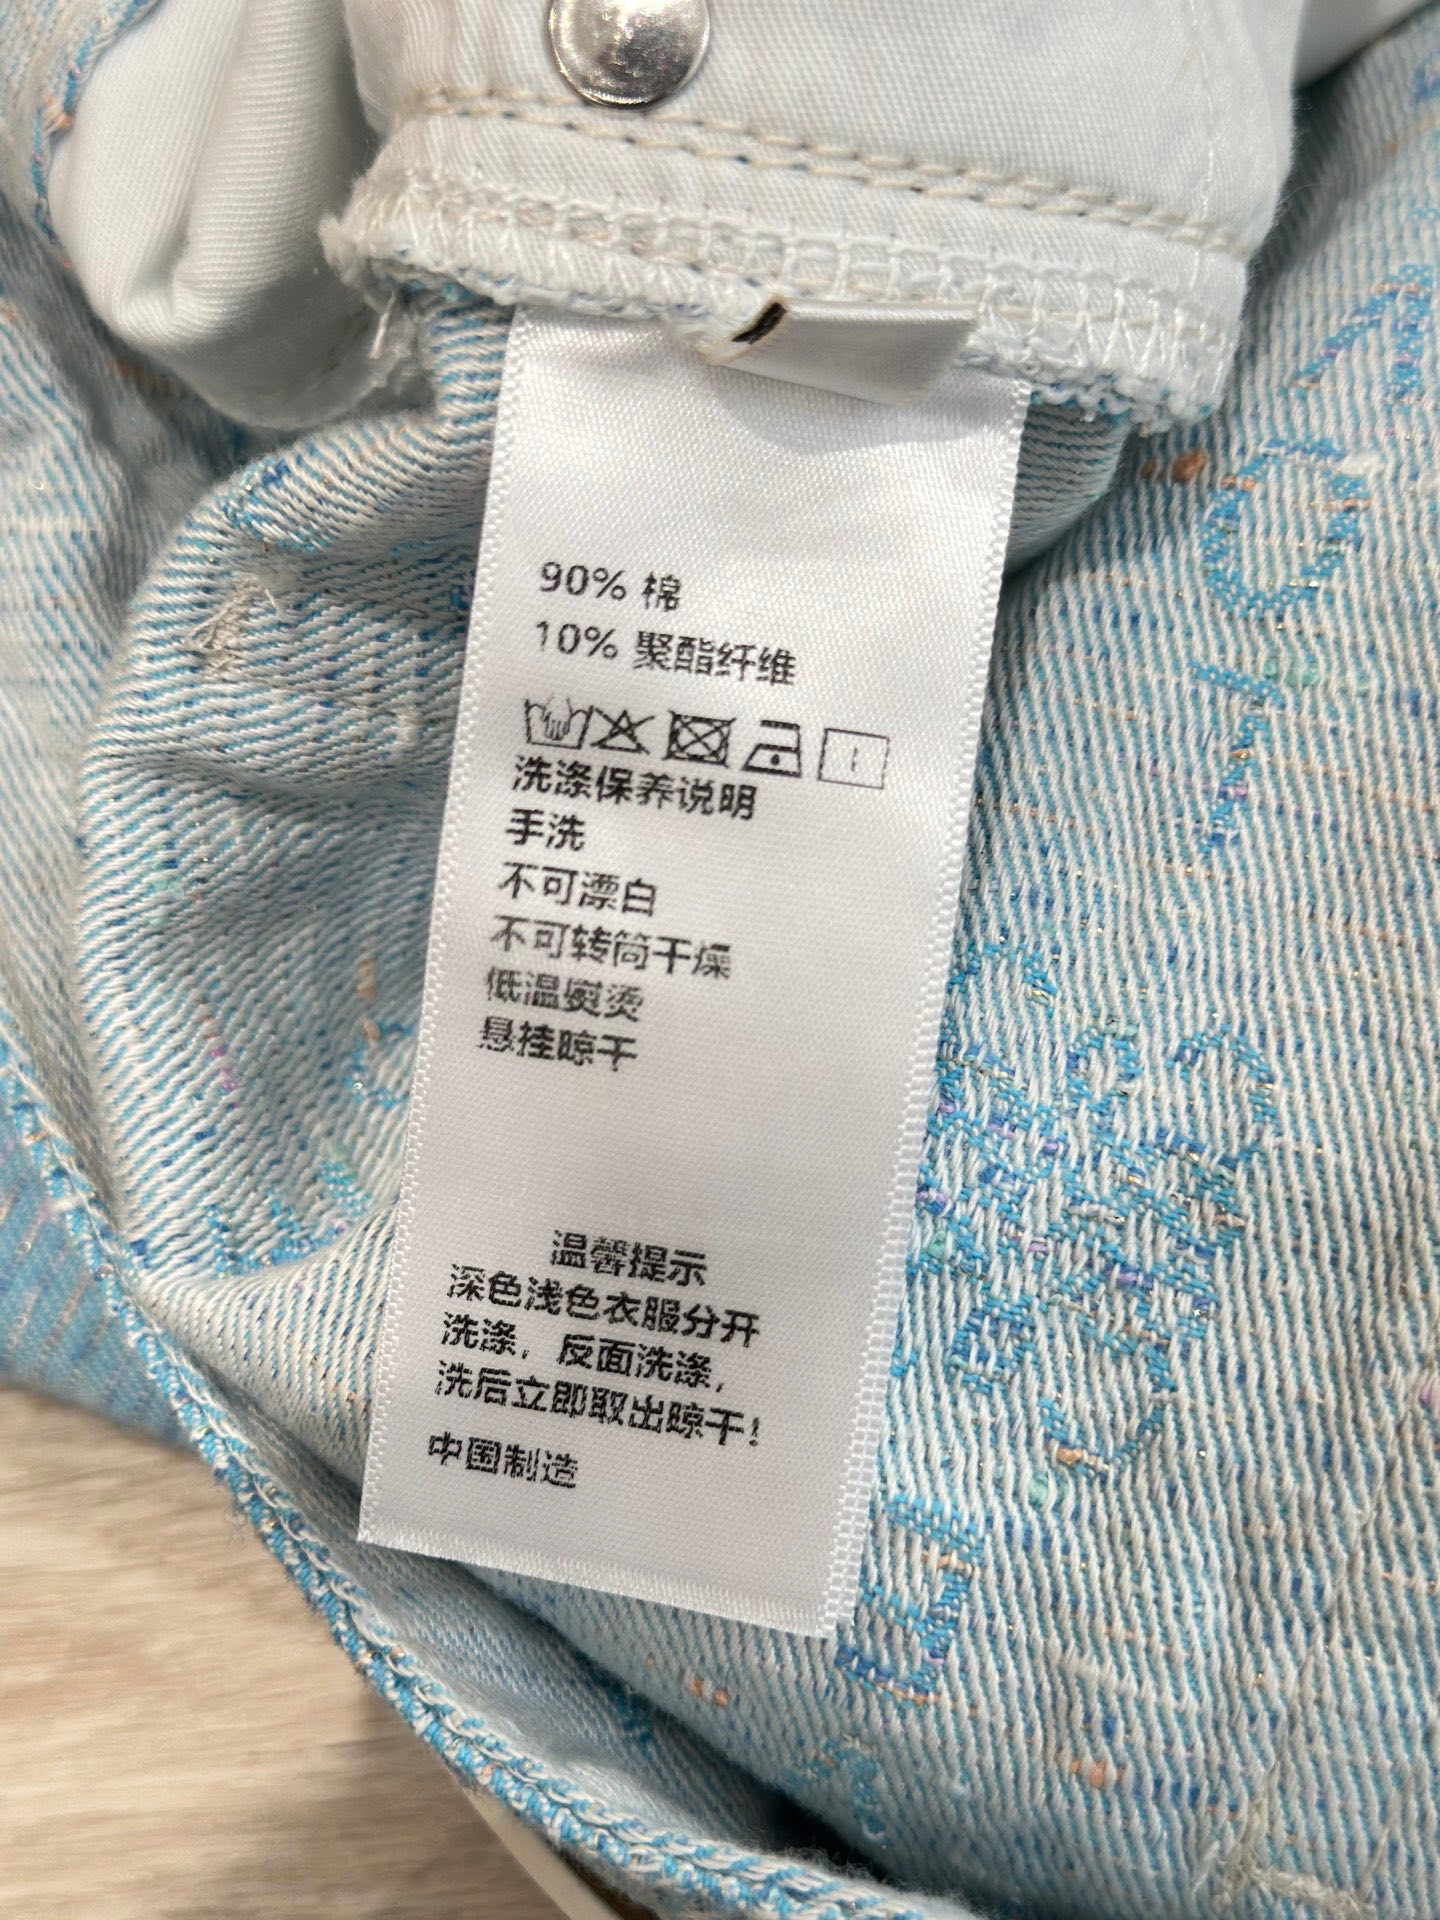 90% 棉
10% 聚酯纤维
洗涤保养说明
手洗
不可漂白
不可转筒干燥
低温熨烫
悬挂晾干
温馨提示
深色浅色衣服分开
洗涤，反面洗涤，
洗后立即取出晾干！
中国制造